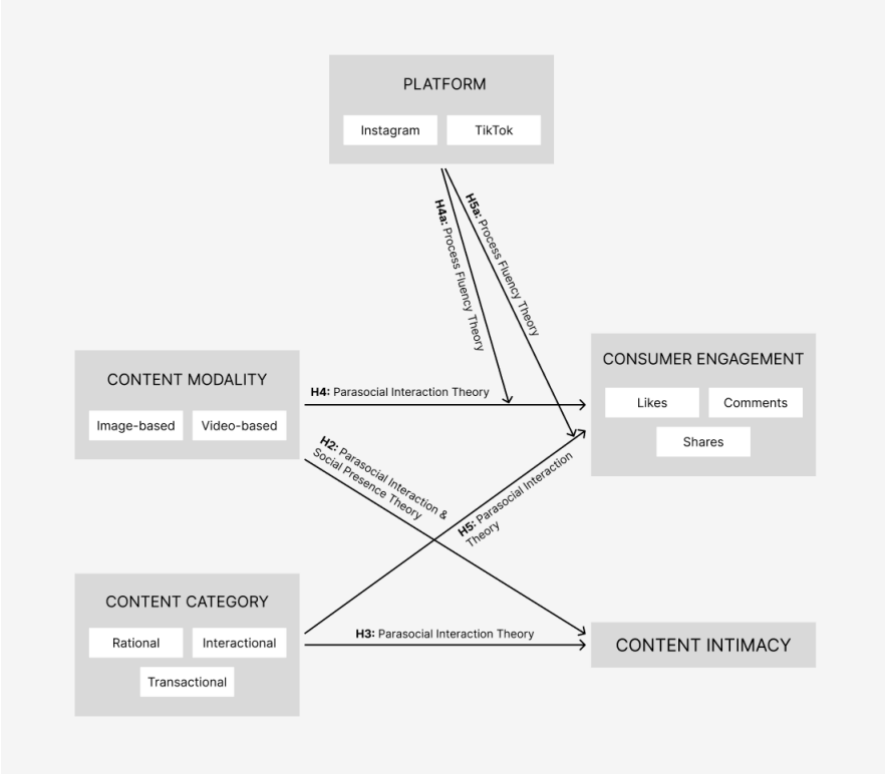 PLATFORM
Instagram
TikTok
H4a: Process Fluency Theory
H5a: Process Fluency Theory
CONTENT MODALITY
Image-based
Video-based
H4: Parasocial Interaction Theory
CONSUMER ENGAGEMENT
Likes
Comments
Shares
H2: Parasocial Interaction &
Social Presence Theory
H5: Parasocial Interaction
Theory
CONTENT CATEGORY
Rational
Interactional
Transactional
H3: Parasocial Interaction Theory
CONTENT INTIMACY